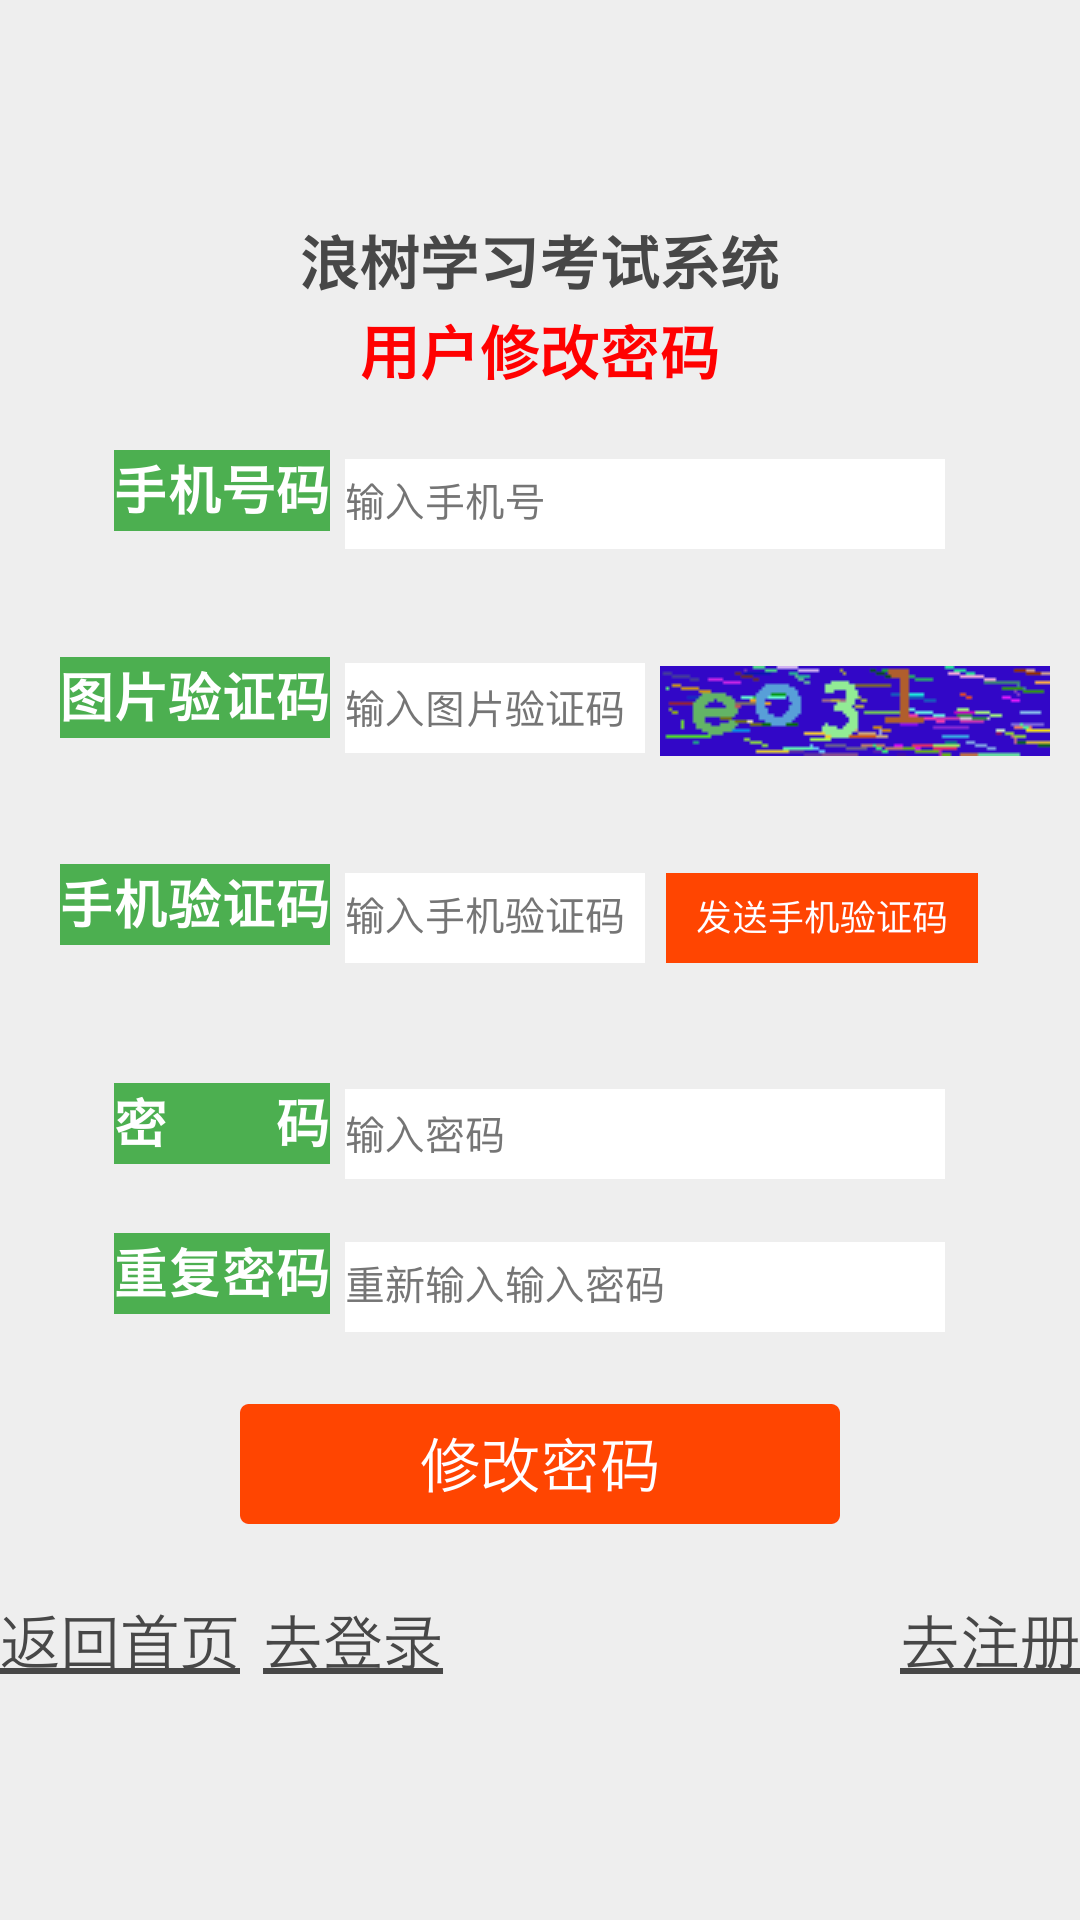 浪树学习考试系统
用户修改密码
手机号码 输入手机号
图片验证码 输入图片验证码 eo31
手机验证码 输入手机验证码 发送手机验证码
密　　码 输入密码
重复密码 重新输入输入密码
修改密码
返回首页 去登录 去注册